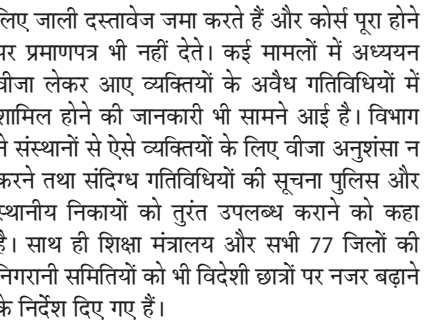 लिए जाली दस्तावेज जमा करते हैं और कोर्स पूरा होने
पर प्रमाणपत्र भी नहीं देते। कई मामलों में अध्ययन
वीजा लेकर आए व्यक्तियों के अवैध गतिविधियों में
शामिल होने की जानकारी भी सामने आई है। विभाग
ने संस्थानों से ऐसे व्यक्तियों के लिए वीजा अनुशंसा न
करने तथा संदिग्ध गतिविधियों की सूचना पुलिस और
स्थानीय निकायों को तुरंत उपलब्ध कराने को कहा
है। साथ ही शिक्षा मंत्रालय और सभी 77 जिलों की
निगरानी समितियों को भी विदेशी छात्रों पर नजर बढ़ाने
के निर्देश दिए गए हैं।